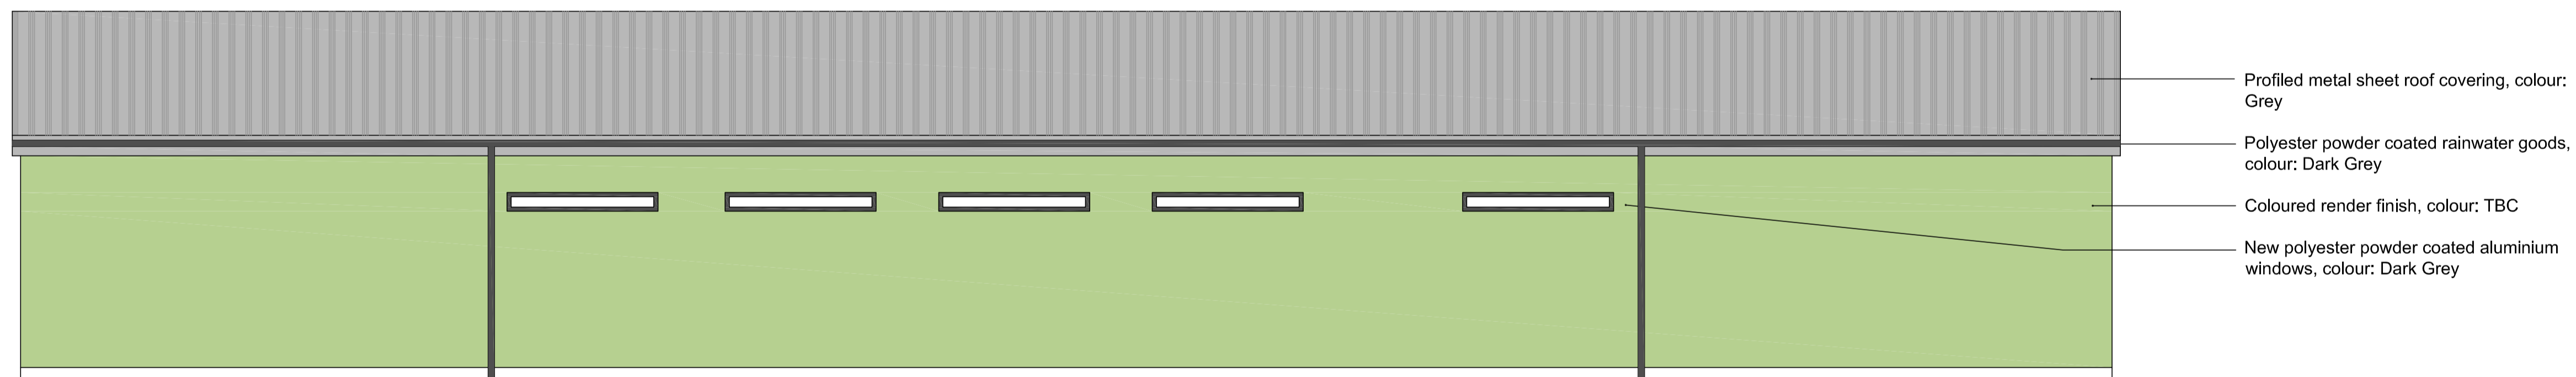 Profiled metal sheet roof covering, colour:
Grey
Polyester powder coated rainwater goods,
colour: Dark Grey
Coloured render finish, colour: TBC
New polyester powder coated aluminium
windows, colour: Dark Grey